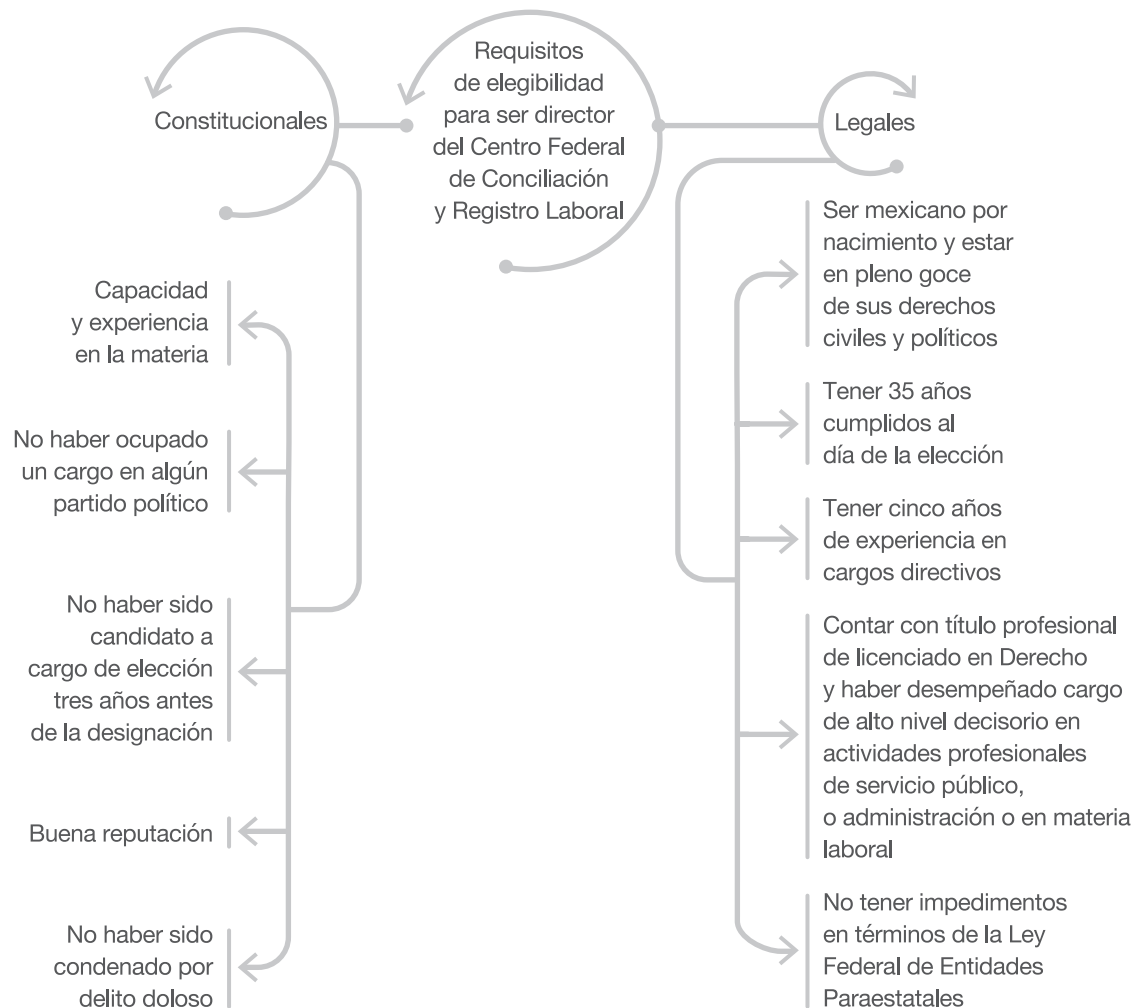 Requisitos
de elegibilidad
para ser director
del Centro Federal
de Conciliación
y Registro Laboral
Constitucionales
Capacidad
y experiencia
en la materia
No haber ocupado
un cargo en algún
partido político
No haber sido
candidato a
cargo de elección
tres años antes
de la designación
Buena reputación
No haber sido
condenado por
delito doloso
Legales
Ser mexicano por
nacimiento y estar
en pleno goce
de sus derechos
civiles y políticos
Tener 35 años
cumplidos al
día de la elección
Tener cinco años
de experiencia en
cargos directivos
Contar con título profesional
de licenciado en Derecho
y haber desempeñado cargo
de alto nivel decisorio en
actividades profesionales
de servicio público,
o administración o en materia
laboral
No tener impedimentos
en términos de la Ley
Federal de Entidades
Paraestatales